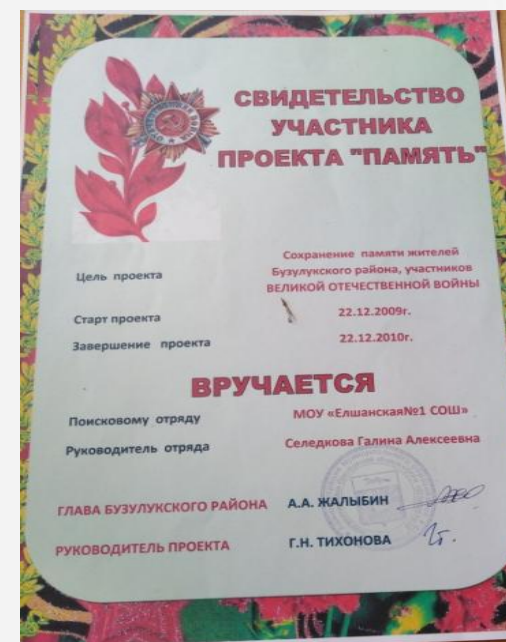 СВИДЕТЕЛЬСТВО
УЧАСТНИКА
ПРОЕКТА "ПАМЯТЬ"
Цель проекта
Сохранение памяти жителей
Бузулукского района, участников
ВЕЛИКОЙ ОТЕЧЕСТВЕННОЙ ВОЙНЫ
Старт проекта 22.12.2009г.
Завершение проекта 22.12.2010г.
ВРУЧАЕТСЯ
Поисковому отряду МОУ «Елшанская№1 СОШ»
Руководитель отряда Селедкова Галина Алексеевна
ГЛАВА БУЗУЛУКСКОГО РАЙОНА А.А. ЖАЛЫБИН
РУКОВОДИТЕЛЬ ПРОЕКТА Г.Н. ТИХОНОВА